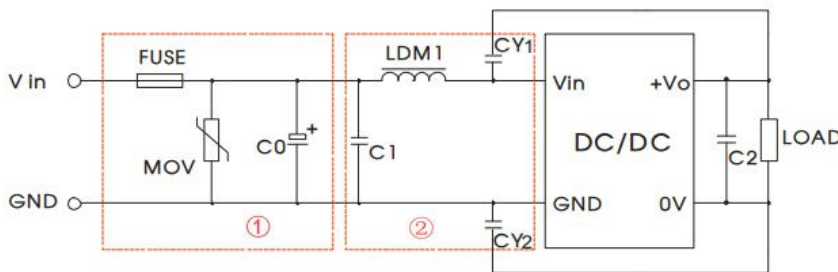 FUSE
LDM1
CY1
V in
Vin
+Vo
MOV
C0
+
C1
DC/DC
C2
LOAD
GND
GND
0V
①
②
CY2